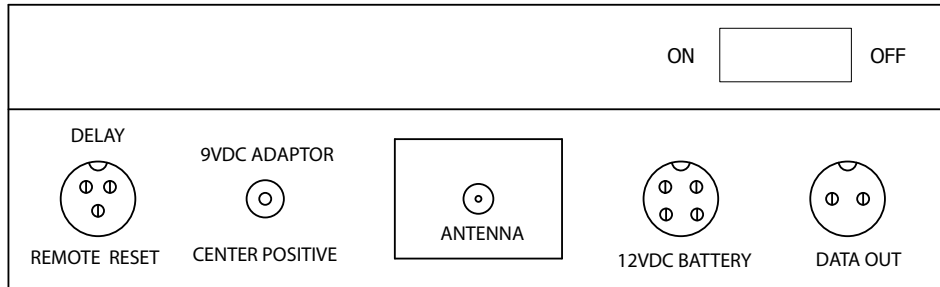 ON OFF
DELAY
9VDC ADAPTOR
ANTENNA
REMOTE RESET
CENTER POSITIVE
12VDC BATTERY
DATA OUT